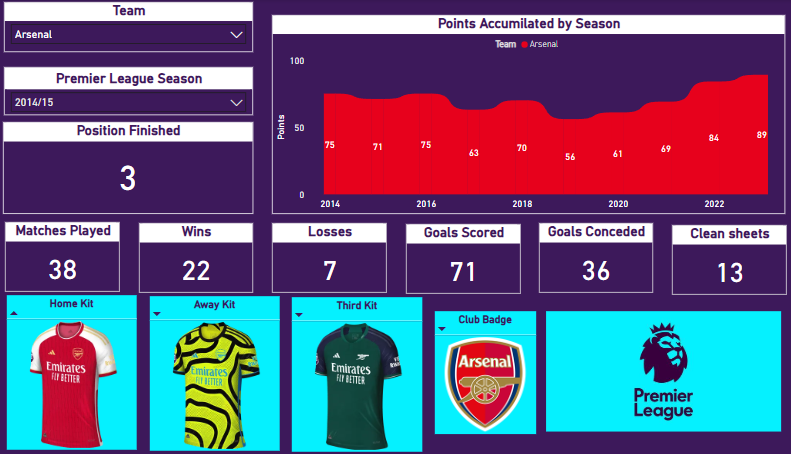 Team
Arsenal
Premier League Season
2014/15
Position Finished
3
Points Accumilated by Season
Team Arsenal
Points
100
50
0
75
71
75
63
70
56
61
69
84
89
2014
2016
2018
2020
2022
Matches Played
38
Wins
22
Losses
7
Goals Scored
71
Goals Conceded
36
Clean sheets
13
Home Kit
Emirates
FLY BETTER
Away Kit
Emirates
FLY BETTER
Third Kit
Emirates
FLY BETTER
Club Badge
Arsenal
Premier
League